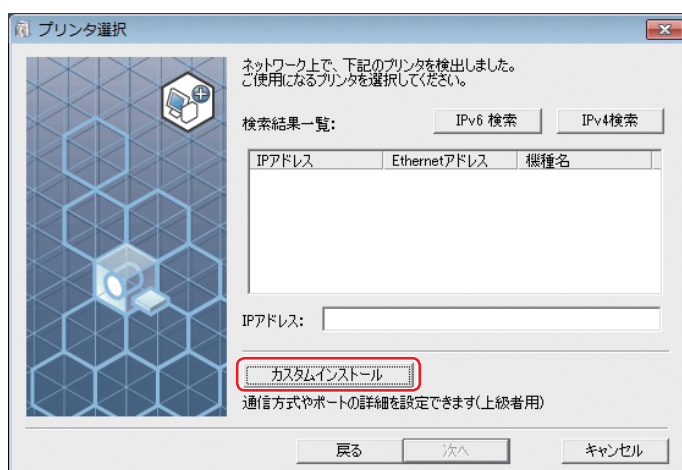 プリンタ選択
ネットワーク上で、下記のプリンタを検出しました。
ご使用になるプリンタを選択してください。
検索結果一覧: IPv6 検索 IPv4検索
IPアドレス Ethernetアドレス 機種名
IPアドレス:
カスタムインストール
通信方式やポートの詳細を設定できます(上級者用)
戻る 次へ キャンセル